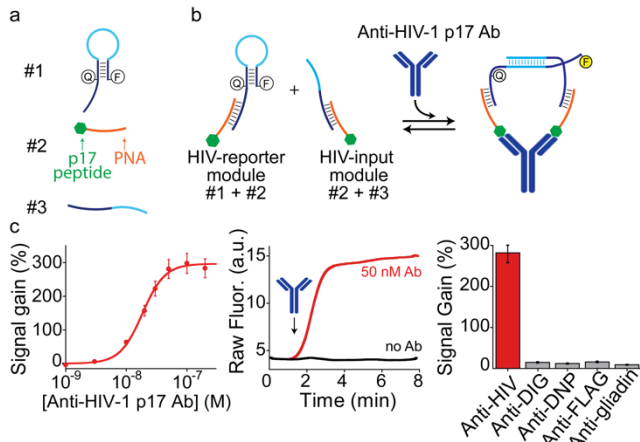 a
b
#1
Q
F
#2
p17
peptide
PNA
#3
Q
F
+
HIV-reporter
module
#1 + #2
HIV-input
module
#2 + #3
Anti-HIV-1 p17 Ab
Q
F
c
Signal gain (%)
300
200
100
0
10⁻⁹
10⁻⁸
10⁻⁷
[Anti-HIV-1 p17 Ab] (M)
Raw Fluor. (a.u.)
15
10
5
0
2
4
6
8
50 nM Ab
no Ab
Time (min)
Signal Gain (%)
300
200
100
0
Anti-HIV
Anti-DIG
Anti-DNP
Anti-FLAG
Anti-gliadin